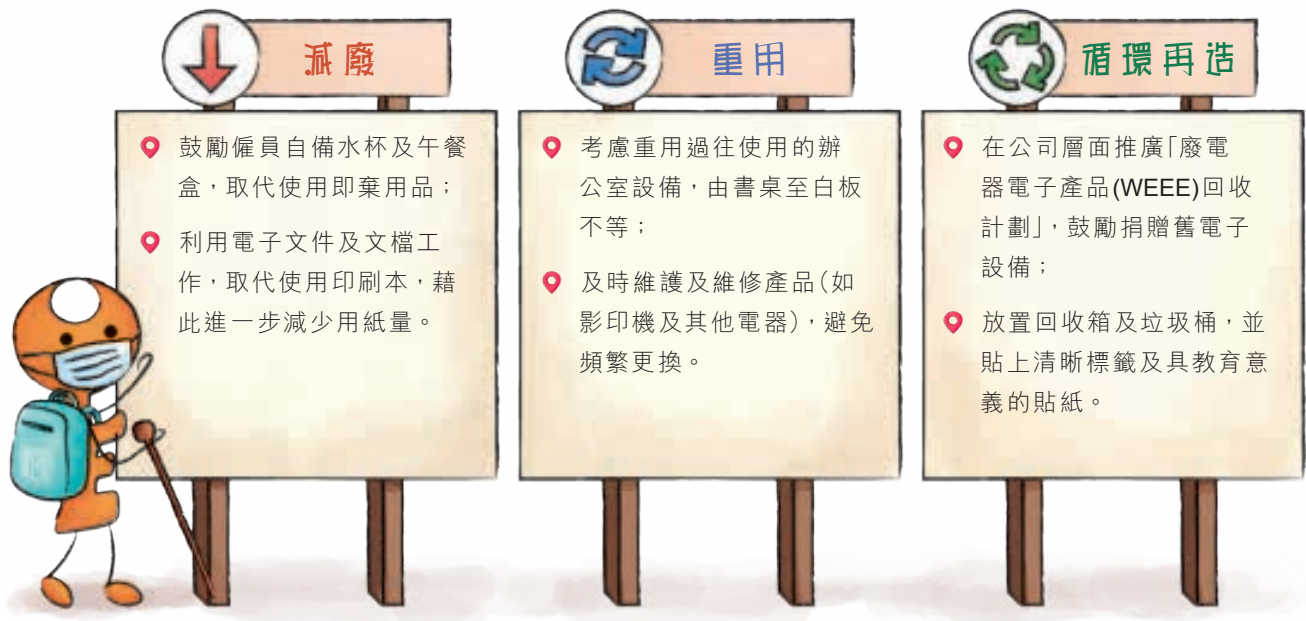 減廢
鼓勵僱員自備水杯及午餐
盒，取代使用即棄用品；
利用電子文件及文檔工
作，取代使用印刷本，藉
此進一步減少用紙量。
重用
考慮重用過往使用的辦
公室設備，由書桌至白板
不等；
及時維護及維修產品（如
影印機及其他電器），避免
頻繁更換。
循環再造
在公司層面推廣「廢電
器電子產品(WEEE)回收
計劃」，鼓勵捐贈舊電子
設備；
放置回收箱及垃圾桶，並
貼上清晰標籤及具教育意
義的貼紙。